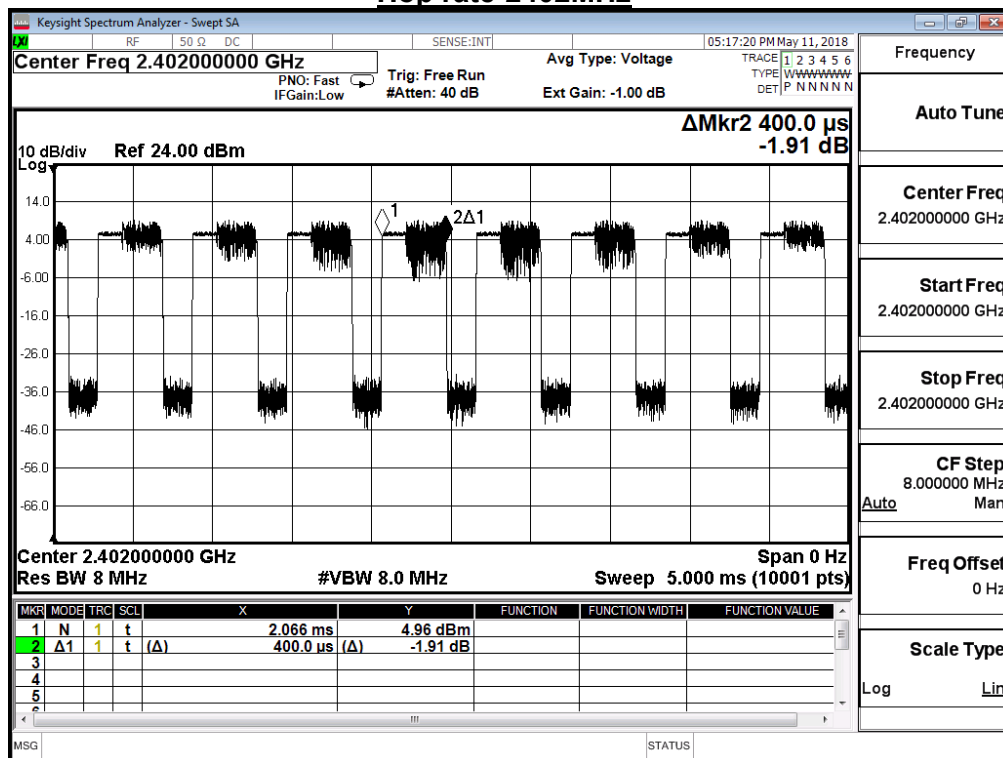 Hop rate 2402MHz
Keysight Spectrum Analyzer - Swept SA
LXI RF 50 Ω DC SENSE:INT 05:17:20 PM May 11, 2018
Center Freq 2.402000000 GHz
PNO: Fast
IFGain:Low
Trig: Free Run
#Atten: 40 dB
Avg Type: Voltage
Ext Gain: -1.00 dB
TRACE 1 2 3 4 5 6
TYPE WWWWWW
DET P N N N N N
ΔMkr2 400.0 µs
-1.91 dB
10 dB/div Ref 24.00 dBm
Log
14.0
4.00
-6.00
-16.0
-26.0
-36.0
-46.0
-56.0
-66.0
1
2Δ1
Center 2.402000000 GHz Span 0 Hz
Res BW 8 MHz #VBW 8.0 MHz Sweep 5.000 ms (10001 pts)
MKR MODE TRC SCL X Y FUNCTION FUNCTION WIDTH FUNCTION VALUE
1 N 1 t 2.066 ms 4.96 dBm
2 Δ1 1 t (Δ) 400.0 µs (Δ) -1.91 dB
3
4
5
6
MSG STATUS
Frequency
Auto Tune
Center Freq
2.402000000 GHz
Start Freq
2.402000000 GHz
Stop Freq
2.402000000 GHz
CF Step
8.000000 MHz
Auto Man
Freq Offset
0 Hz
Scale Type
Log Lin